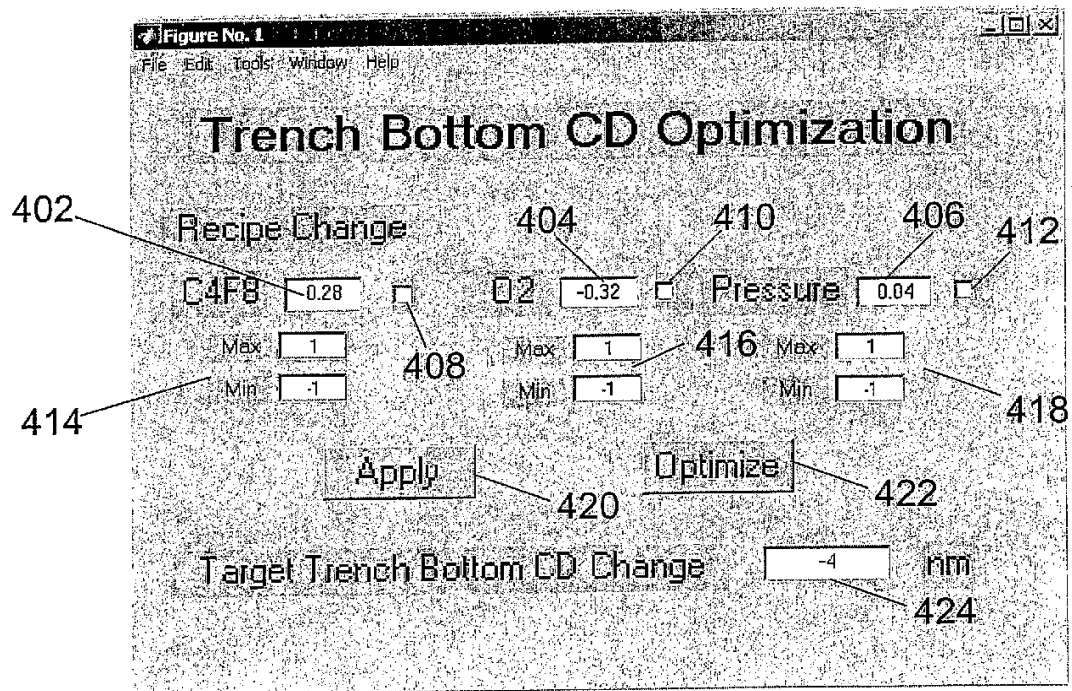 Figure No. 1
File Edit Tools Window Help
Trench Bottom CD Optimization
402
404
410
406
412
Recipe Change
C4F8 0.28 O2 -0.32 Pressure 0.04
408
416
Max 1 Max 1 Max 1
Min -1 Min -1 Min -1
414
418
Apply Optimize
420
422
Target Trench Bottom CD Change -4 nm
424